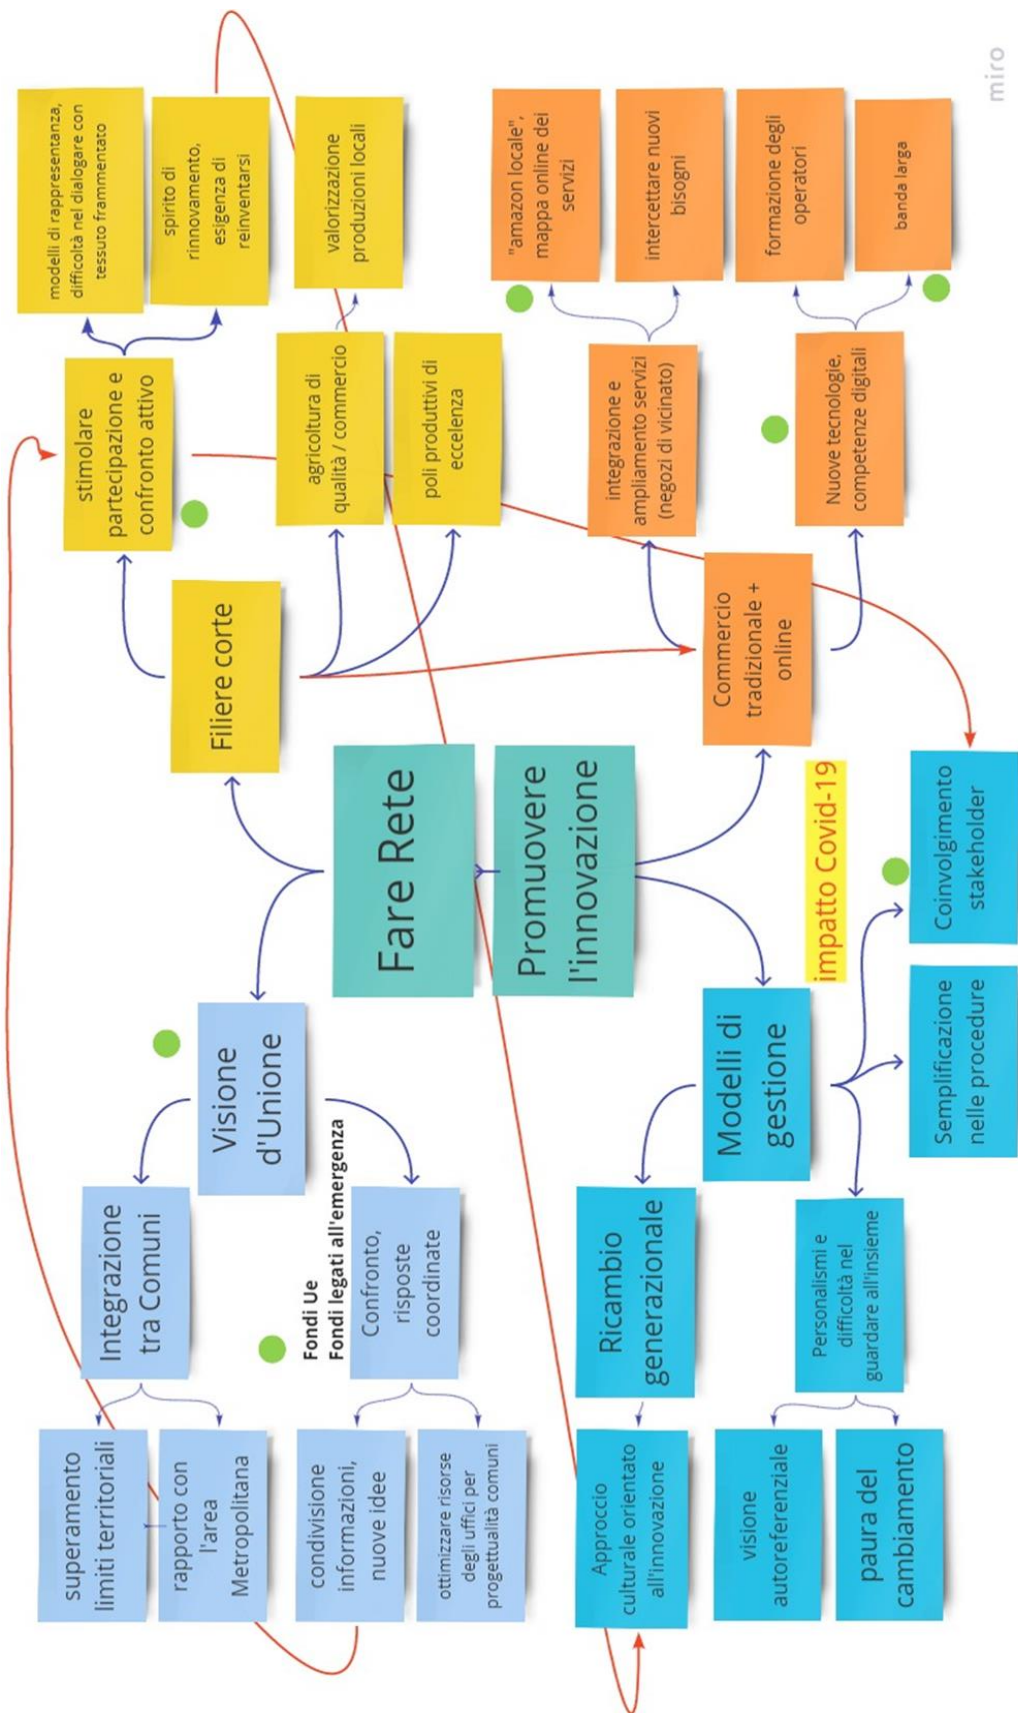 superamento
limiti territoriali
rapporto con
l'area
Metropolitana
condivisione
informazioni,
nuove idee
ottimizzare risorse
degli uffici per
progettualità comuni
Integrazione
tra Comuni
Fondi Ue
Fondi legati all'emergenza
Confronto,
risposte
coordinate
Visione
d'Unione
Fare Rete
Promuovere
l'innovazione
Filiere corte
stimolare
partecipazione e
confronto attivo
modelli di rappresentanza,
difficoltà nel dialogare con
tessuto frammentato
spirito di
rinnovamento,
esigenza di
reinventarsi
agricoltura di
qualità / commercio
valorizzazione
produzioni locali
poli produttivi di
eccelenza
Approccio
culturale orientato
all'innovazione
Ricambio
generazionale
visione
autoreferenziale
paura del
cambiamento
Personalismi e
difficoltà nel
guardare all'insieme
Modelli di
gestione
impatto Covid-19
Semplificazione
nelle procedure
Coinvolgimento
stakeholder
Commercio
tradizionale +
online
integrazione e
ampliamento servizi
(negozi di vicinato)
"amazon locale",
mappa online dei
servizi
intercettare nuovi
bisogni
Nuove tecnologie,
competenze digitali
formazione degli
operatori
banda larga
miro